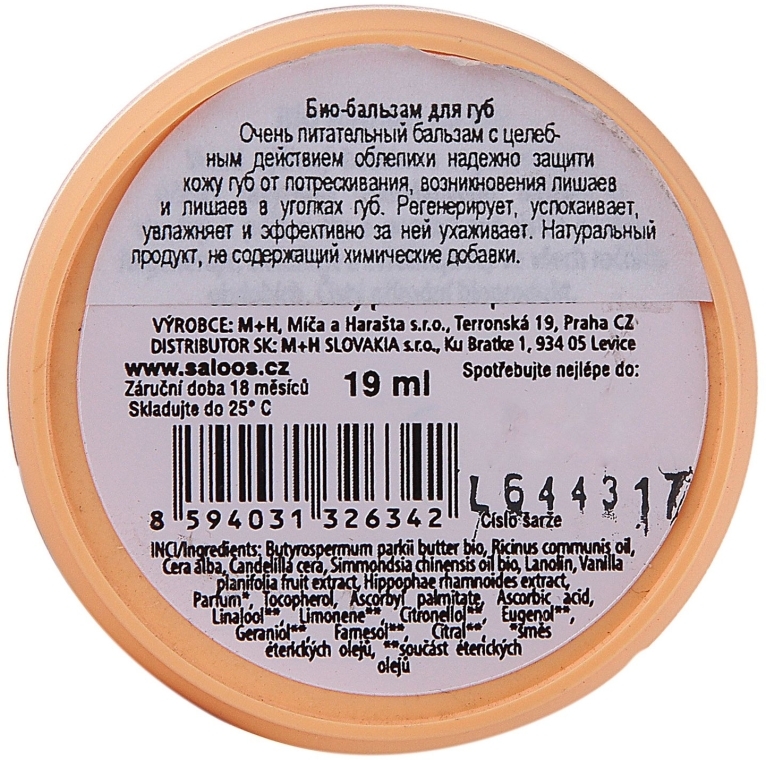 Био-бальзам для губ
Очень питательный бальзам с целеб-
ным действием облепихи надежно защити
кожу губ от потрескивания, возникновения лишаев
и лишаев в уголках губ. Регенерирует, успокаивает,
увлажняет и эффективно за ней ухаживает. Натуральный
продукт, не содержащий химические добавки.
VÝROBCE: M+H, Míča a Harašta s.r.o., Terronská 19, Praha CZ
DISTRIBUTOR SK: M+H SLOVAKIA s.r.o., Ku Bratke 1, 934 05 Levice
www.saloos.cz
Spotřebujte nejlépe do:
Záruční doba 18 měsíců
19 ml
Skladujte do 25° C
L644317
8 594031 326342
Číslo šarže
INCI/Ingredients: Butyrospermum parkii butter bio, Ricinus communis oil,
Cera alba, Candelilla cera, Simmondsia chinensis oil bio, Lanolin, Vanilla
planifolia fruit extract, Hippophae rhamnoides extract,
Parfum*, Tocopherol, Ascorbyl palmitate, Ascorbic acid,
Linalool**, Limonene**, Citronellol**, Eugenol**,
Geraniol**, Farnesol**, Citral** *směs
éterických olejů, **součást éterických
olejů